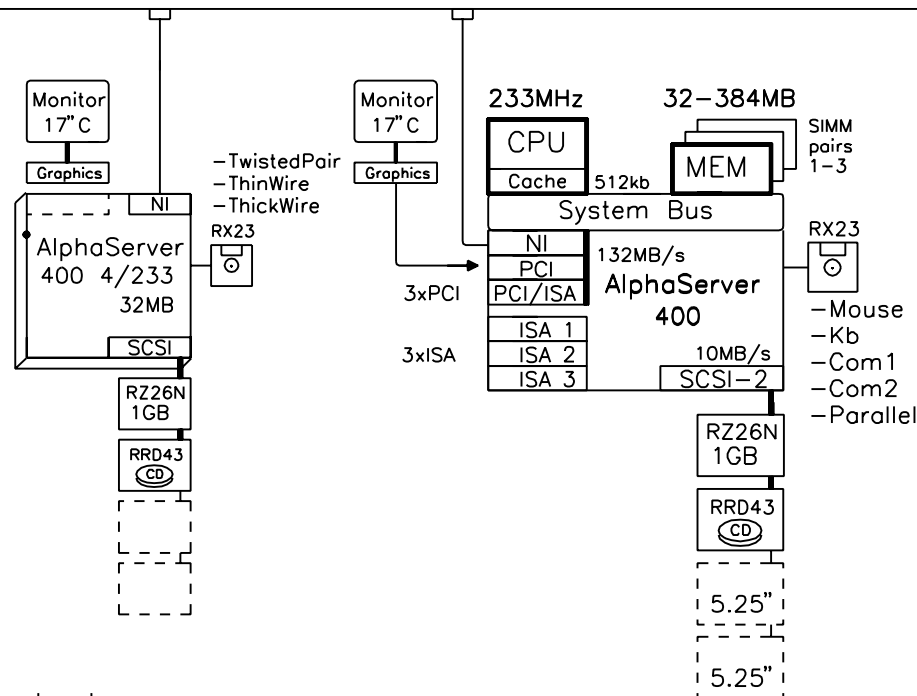 Monitor
17"C
Graphics
-TwistedPair
-ThinWire
-ThickWire
NI
RX23
AlphaServer
400 4/233
32MB
SCSI
RZ26N
1GB
RRD43
CD
Monitor
17"C
Graphics
233MHz
32-384MB
CPU
Cache
512kb
MEM
SIMM
pairs
1-3
System Bus
NI
PCI
PCI/ISA
132MB/s
3xPCI
AlphaServer
400
RX23
ISA 1
ISA 2
ISA 3
3xISA
10MB/s
SCSI-2
-Mouse
-Kb
-Com1
-Com2
-Parallel
RZ26N
1GB
RRD43
CD
5.25"
5.25"